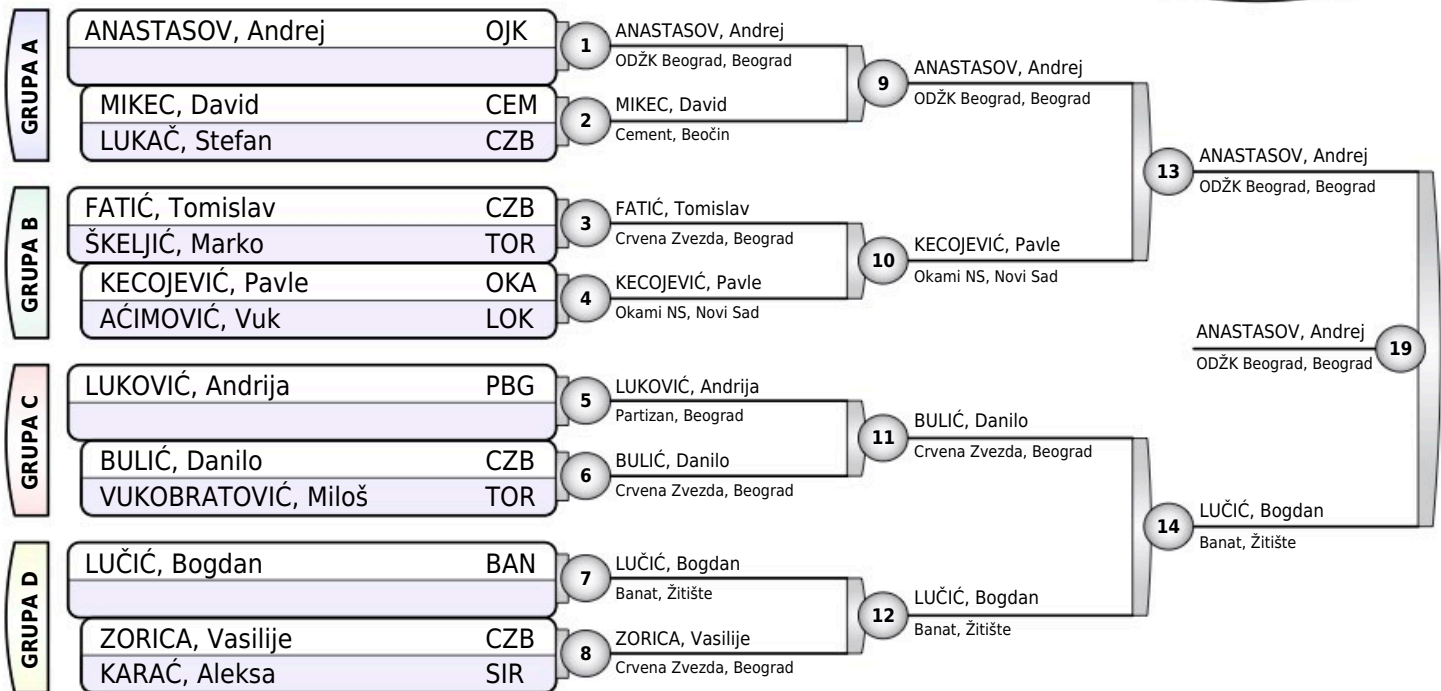 GRUPA A
ANASTASOV, Andrej OJK
MIKEC, David CEM
LUKAČ, Stefan CZB
GRUPA B
FATIĆ, Tomislav CZB
ŠKELJIĆ, Marko TOR
KECOJEVIĆ, Pavle OKA
AĆIMOVIĆ, Vuk LOK
GRUPA C
LUKOVIĆ, Andrija PBG
BULIĆ, Danilo CZB
VUKOBRATOVIĆ, Miloš TOR
GRUPA D
LUČIĆ, Bogdan BAN
ZORICA, Vasilije CZB
KARAĆ, Aleksa SIR
1
ANASTASOV, Andrej
ODŽK Beograd, Beograd
2
MIKEC, David
Cement, Beočin
3
FATIĆ, Tomislav
Crvena Zvezda, Beograd
4
KECOJEVIĆ, Pavle
Okami NS, Novi Sad
5
LUKOVIĆ, Andrija
Partizan, Beograd
6
BULIĆ, Danilo
Crvena Zvezda, Beograd
7
LUČIĆ, Bogdan
Banat, Žitište
8
ZORICA, Vasilije
Crvena Zvezda, Beograd
9
ANASTASOV, Andrej
ODŽK Beograd, Beograd
10
KECOJEVIĆ, Pavle
Okami NS, Novi Sad
11
BULIĆ, Danilo
Crvena Zvezda, Beograd
12
LUČIĆ, Bogdan
Banat, Žitište
13
ANASTASOV, Andrej
ODŽK Beograd, Beograd
14
LUČIĆ, Bogdan
Banat, Žitište
ANASTASOV, Andrej
ODŽK Beograd, Beograd
19